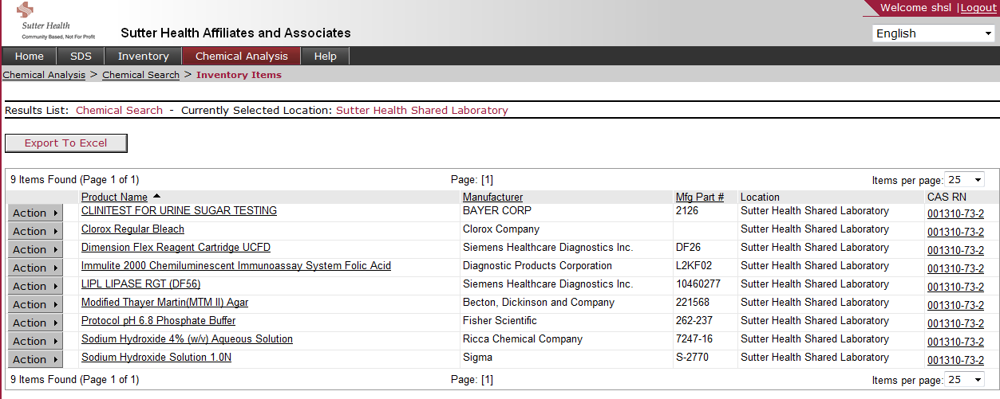 Welcome shsl | Logout
Sutter Health
Community Based, Not For Profit
Sutter Health Affiliates and Associates
English
Home SDS Inventory Chemical Analysis Help
Chemical Analysis > Chemical Search > Inventory Items
Results List: Chemical Search - Currently Selected Location: Sutter Health Shared Laboratory
Export To Excel
9 Items Found (Page 1 of 1) Page: [1] Items per page: 25
Product Name Manufacturer Mfg Part # Location CAS RN
Action CLINITEST FOR URINE SUGAR TESTING BAYER CORP 2126 Sutter Health Shared Laboratory 001310-73-2
Action Clorox Regular Bleach Clorox Company Sutter Health Shared Laboratory 001310-73-2
Action Dimension Flex Reagent Cartridge UCFD Siemens Healthcare Diagnostics Inc. DF26 Sutter Health Shared Laboratory 001310-73-2
Action Immulite 2000 Chemiluminescent Immunoassay System Folic Acid Diagnostic Products Corporation L2KF02 Sutter Health Shared Laboratory 001310-73-2
Action LIPL LIPASE RGT (DF56) Siemens Healthcare Diagnostics Inc. 10460277 Sutter Health Shared Laboratory 001310-73-2
Action Modified Thayer Martin(MTM II) Agar Becton, Dickinson and Company 221568 Sutter Health Shared Laboratory 001310-73-2
Action Protocol pH 6.8 Phosphate Buffer Fisher Scientific 262-237 Sutter Health Shared Laboratory 001310-73-2
Action Sodium Hydroxide 4% (w/v) Aqueous Solution Ricca Chemical Company 7247-16 Sutter Health Shared Laboratory 001310-73-2
Action Sodium Hydroxide Solution 1.0N Sigma S-2770 Sutter Health Shared Laboratory 001310-73-2
9 Items Found (Page 1 of 1) Page: [1] Items per page: 25